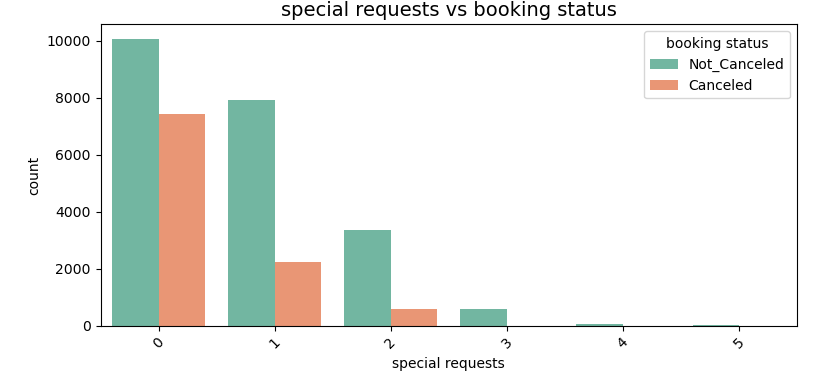 special requests vs booking status
booking status
Not_Canceled
Canceled
count
10000
8000
6000
4000
2000
0
0
1
2
3
4
5
special requests